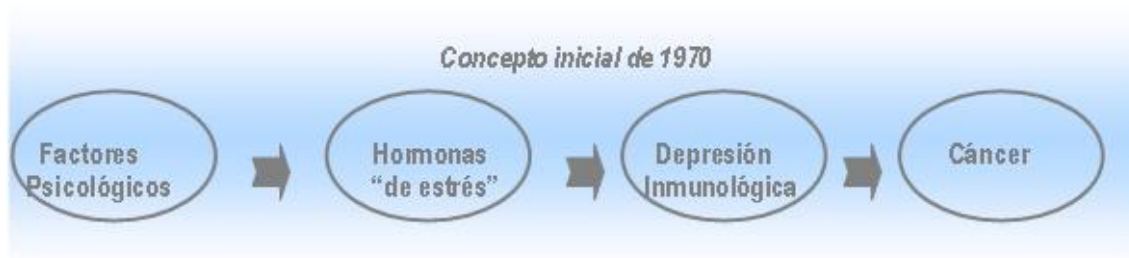 Concepto inicial de 1970
Factores
Psicológicos
Hormonas
“de estrés”
Depresión
Inmunológica
Cáncer